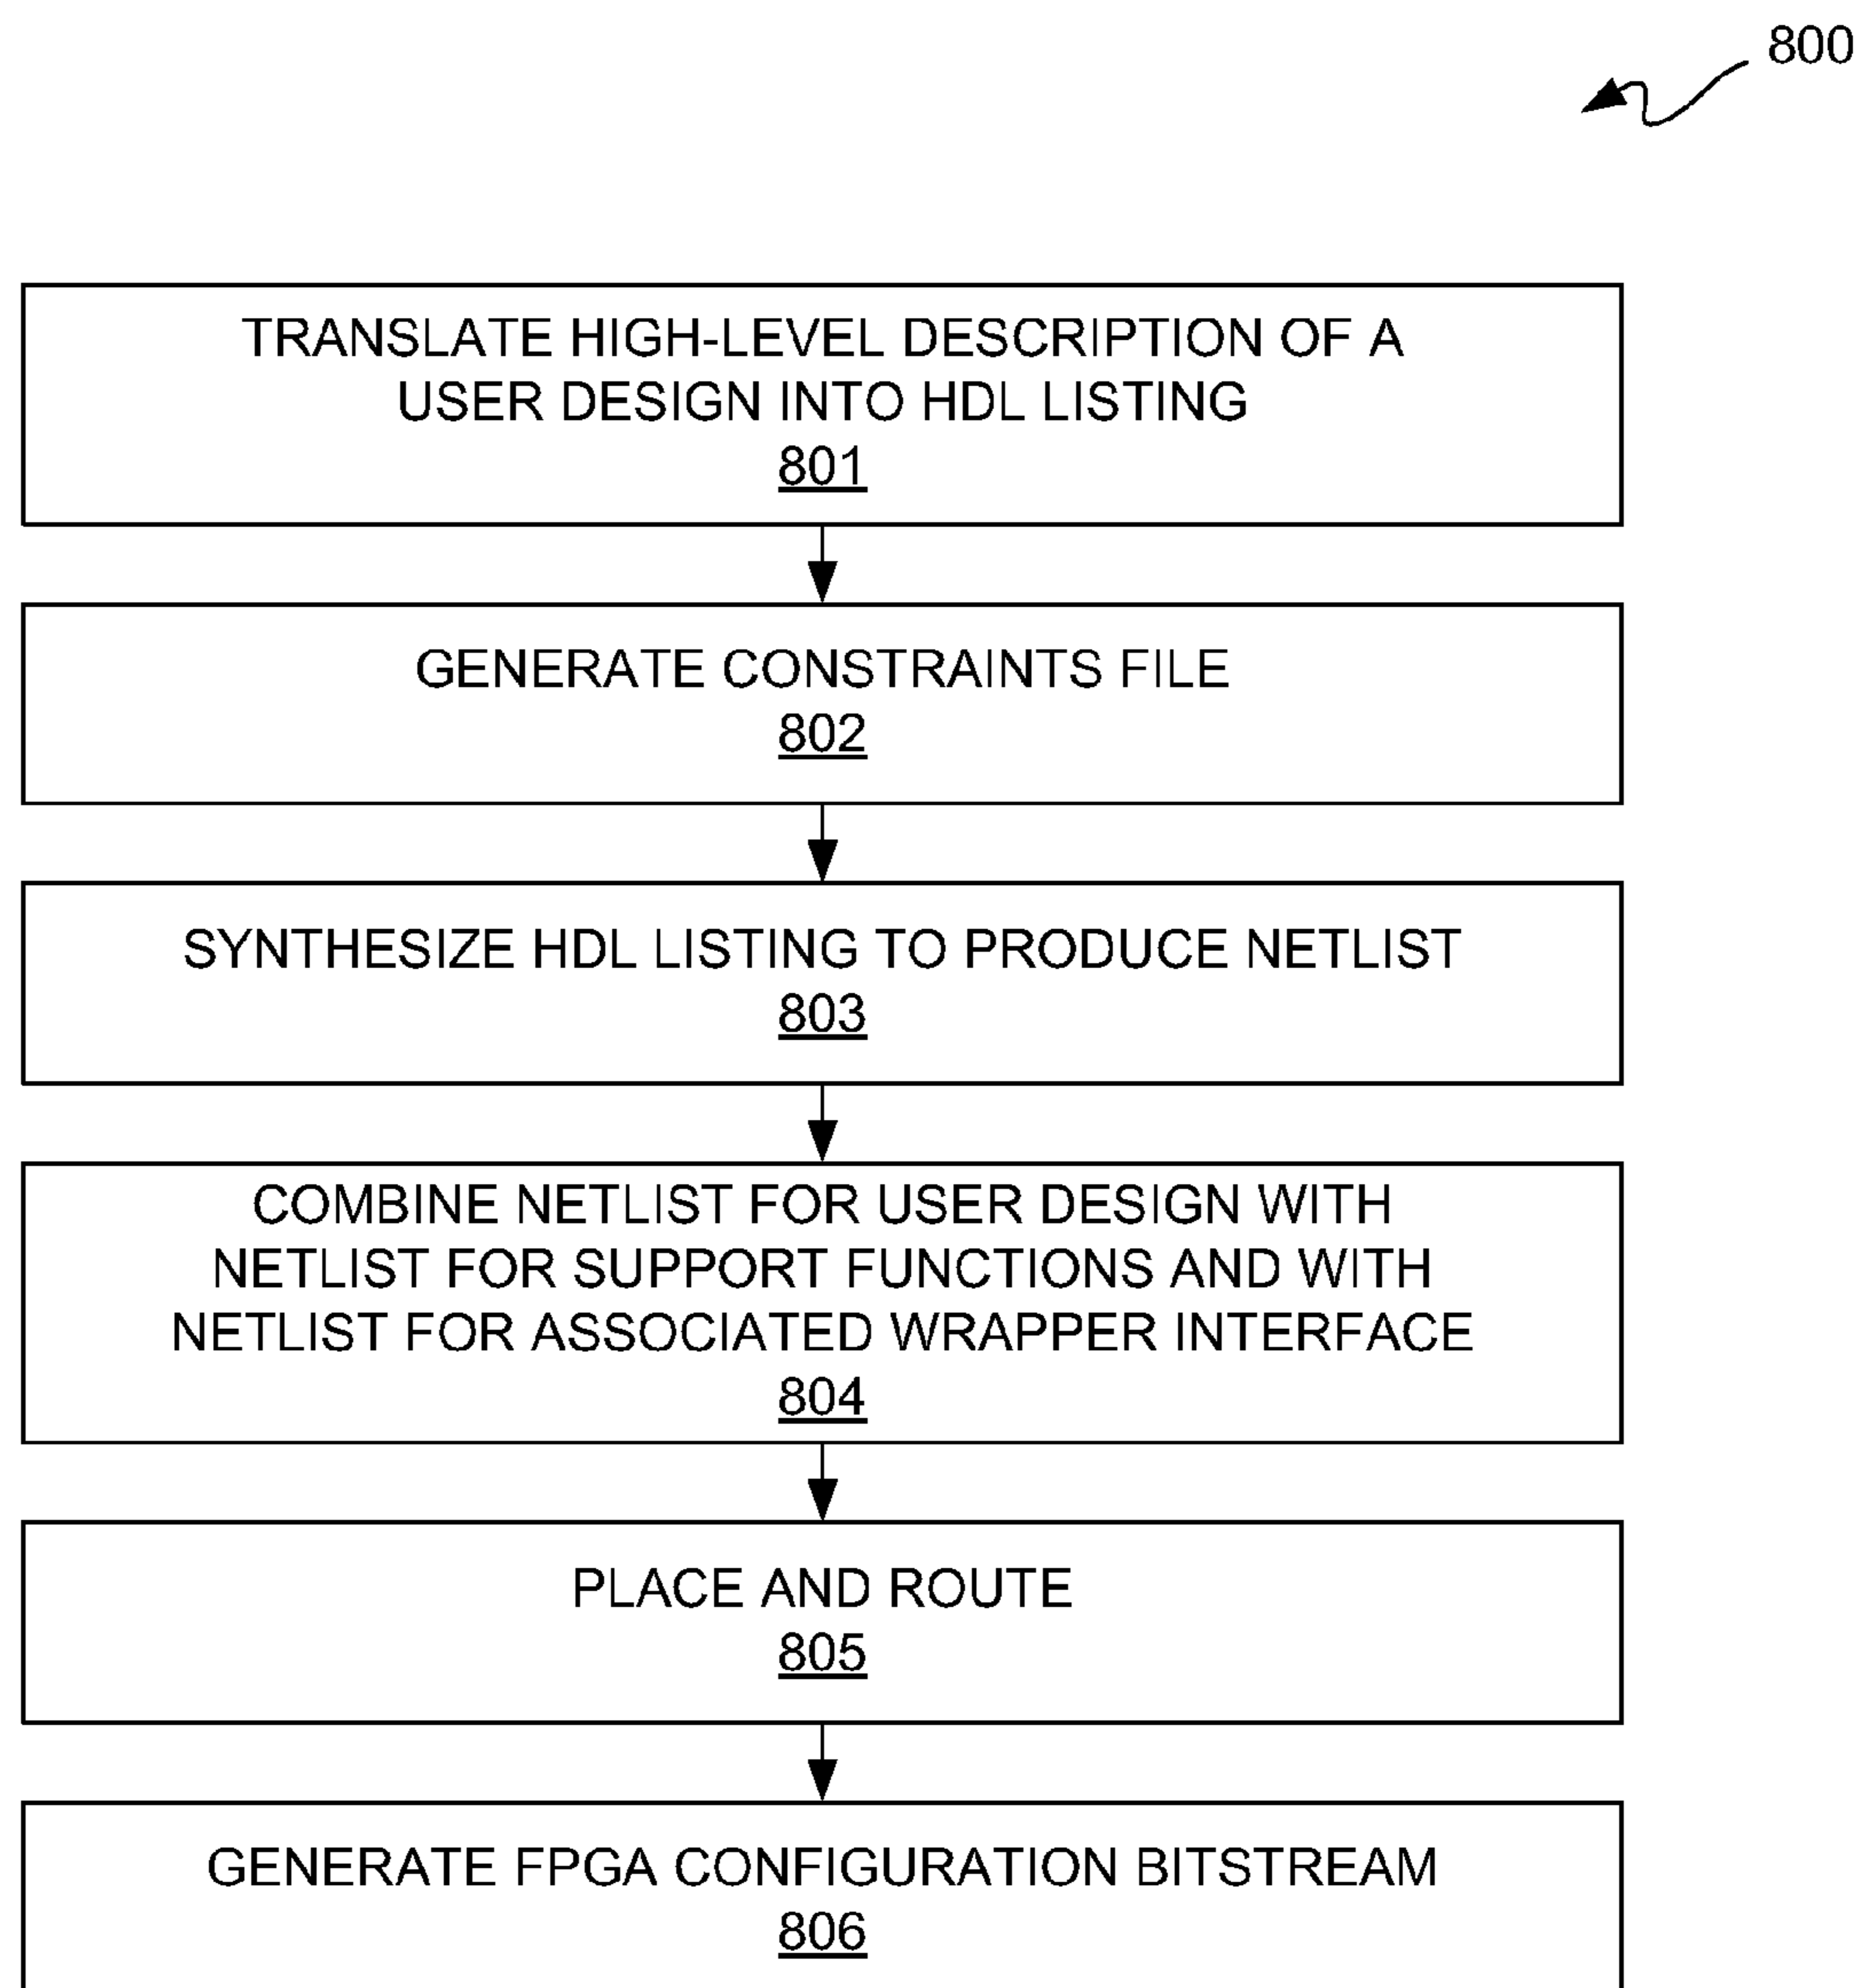 800
TRANSLATE HIGH-LEVEL DESCRIPTION OF A
USER DESIGN INTO HDL LISTING
801
GENERATE CONSTRAINTS FILE
802
SYNTHESIZE HDL LISTING TO PRODUCE NETLIST
803
COMBINE NETLIST FOR USER DESIGN WITH
NETLIST FOR SUPPORT FUNCTIONS AND WITH
NETLIST FOR ASSOCIATED WRAPPER INTERFACE
804
PLACE AND ROUTE
805
GENERATE FPGA CONFIGURATION BITSTREAM
806